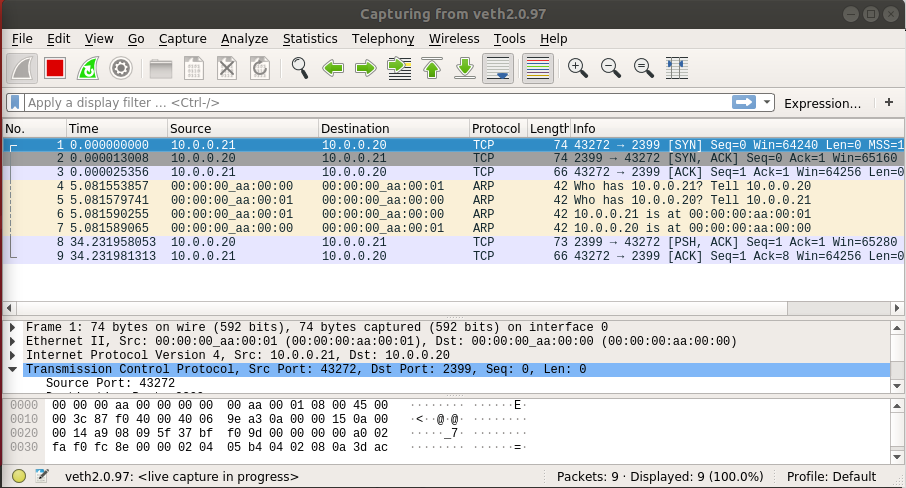 Capturing from veth2.0.97
File Edit View Go Capture Analyze Statistics Telephony Wireless Tools Help
Apply a display filter … <Ctrl-/> Expression… +
No. Time Source Destination Protocol Length Info
1 0.000000000 10.0.0.21 10.0.0.20 TCP 74 43272 → 2399 [SYN] Seq=0 Win=64240 Len=0 MSS=1
2 0.000013008 10.0.0.20 10.0.0.21 TCP 74 2399 → 43272 [SYN, ACK] Seq=0 Ack=1 Win=65160
3 0.000025356 10.0.0.21 10.0.0.20 TCP 66 43272 → 2399 [ACK] Seq=1 Ack=1 Win=64256 Len=0
4 5.081553857 00:00:00_aa:00:00 00:00:00_aa:00:01 ARP 42 Who has 10.0.0.21? Tell 10.0.0.20
5 5.081579741 00:00:00_aa:00:01 00:00:00_aa:00:00 ARP 42 Who has 10.0.0.20? Tell 10.0.0.21
6 5.081590255 00:00:00_aa:00:01 00:00:00_aa:00:00 ARP 42 10.0.0.21 is at 00:00:00:aa:00:01
7 5.081589065 00:00:00_aa:00:00 00:00:00_aa:00:01 ARP 42 10.0.0.20 is at 00:00:00:aa:00:00
8 34.231958053 10.0.0.20 10.0.0.21 TCP 73 2399 → 43272 [PSH, ACK] Seq=1 Ack=1 Win=65280
9 34.231981313 10.0.0.21 10.0.0.20 TCP 66 43272 → 2399 [ACK] Seq=1 Ack=8 Win=64256 Len=0
Frame 1: 74 bytes on wire (592 bits), 74 bytes captured (592 bits) on interface 0
Ethernet II, Src: 00:00:00_aa:00:01 (00:00:00:aa:00:01), Dst: 00:00:00_aa:00:00 (00:00:00:aa:00:00)
Internet Protocol Version 4, Src: 10.0.0.21, Dst: 10.0.0.20
Transmission Control Protocol, Src Port: 43272, Dst Port: 2399, Seq: 0, Len: 0
Source Port: 43272
0000 00 00 00 aa 00 00 00 00 00 aa 00 01 08 00 45 00 ········ ······E·
0010 00 3c 87 f0 40 00 40 06 9e a3 0a 00 00 15 0a 00 ·<··@·@· ········
0020 00 14 a9 08 09 5f 37 bf f0 9d 00 00 00 00 a0 02 ·····_7· ········
0030 fa f0 fc 8e 00 00 02 04 05 b4 04 02 08 0a 3d ac ········ ······=·
veth2.0.97: <live capture in progress> Packets: 9 · Displayed: 9 (100.0%) Profile: Default